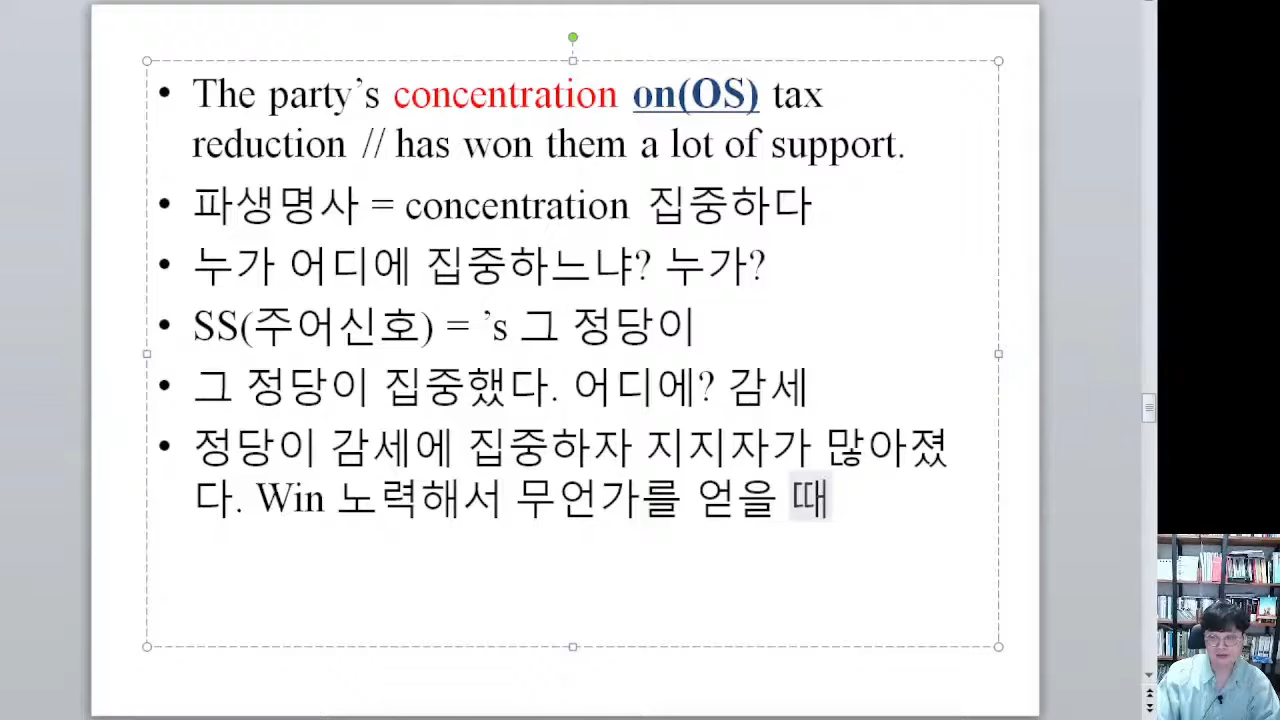 • The party’s concentration on(OS) tax
reduction // has won them a lot of support.
• 파생명사 = concentration 집중하다
• 누가 어디에 집중하느냐? 누가?
• SS(주어신호) = ’s 그 정당이
• 그 정당이 집중했다. 어디에? 감세
• 정당이 감세에 집중하자 지지자가 많아졌
다. Win 노력해서 무언가를 얻을 때